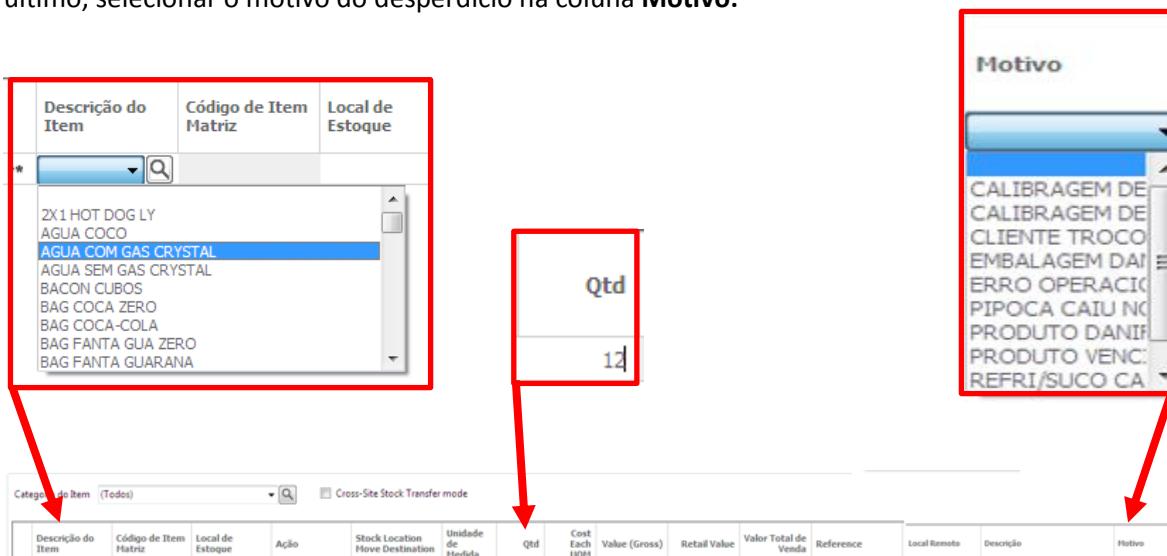 último, selecionar o motivo do desperdício na coluna Motivo.
Descrição do Item
Código de Item Matriz
Local de Estoque
*
2X1 HOT DOG LY
AGUA COCO
AGUA COM GAS CRYSTAL
AGUA SEM GAS CRYSTAL
BACON CUBOS
BAG COCA ZERO
BAG COCA-COLA
BAG FANTA GUA ZERO
BAG FANTA GUARANA
Qtd
12
Motivo
CALIBRAGEM DE
CALIBRAGEM DE
CLIENTE TROCO
EMBALAGEM DAN
ERRO OPERACIO
PIPOCA CAIU NO
PRODUTO DANIF
PRODUTO VENC
REFRI/SUCO CA
Categoria do Item (Todos) Cross-Site Stock Transfer mode
Descrição do Item
Código de Item Matriz
Local de Estoque
Ação
Stock Location Move Destination
Unidade de Medida
Qtd
Cost Each UOM
Value (Gross)
Retail Value
Valor Total de Venda
Reference
Local Remoto
Descrição
Motivo